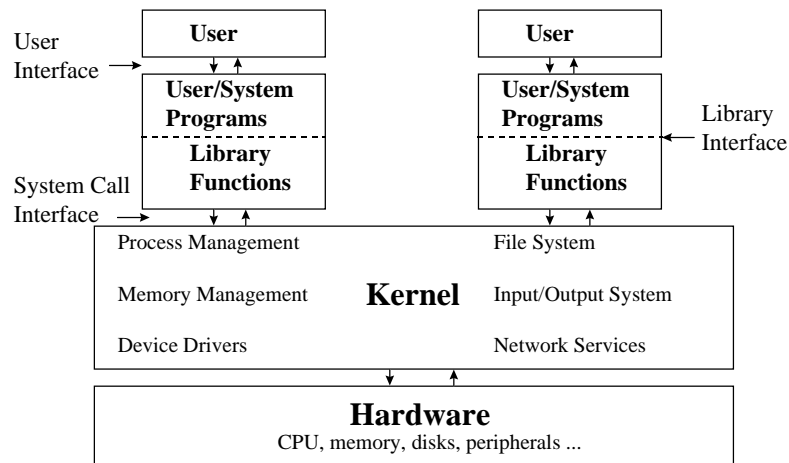 User
User
User
Interface
User/System
Programs
User/System
Programs
Library
Interface
Library
Functions
Library
Functions
System Call
Interface
Process Management
File System
Memory Management
Kernel
Input/Output System
Device Drivers
Network Services
Hardware
CPU, memory, disks, peripherals ...